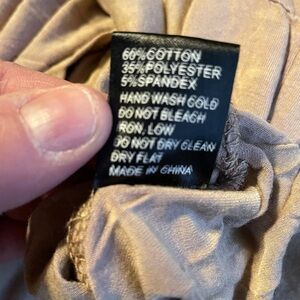 60%COTTON
35%POLYESTER
5%SPANDEX
HAND WASH COLD
DO NOT BLEACH
IRON, LOW
DO NOT DRY CLEAN
DRY FLAT
MADE IN CHINA